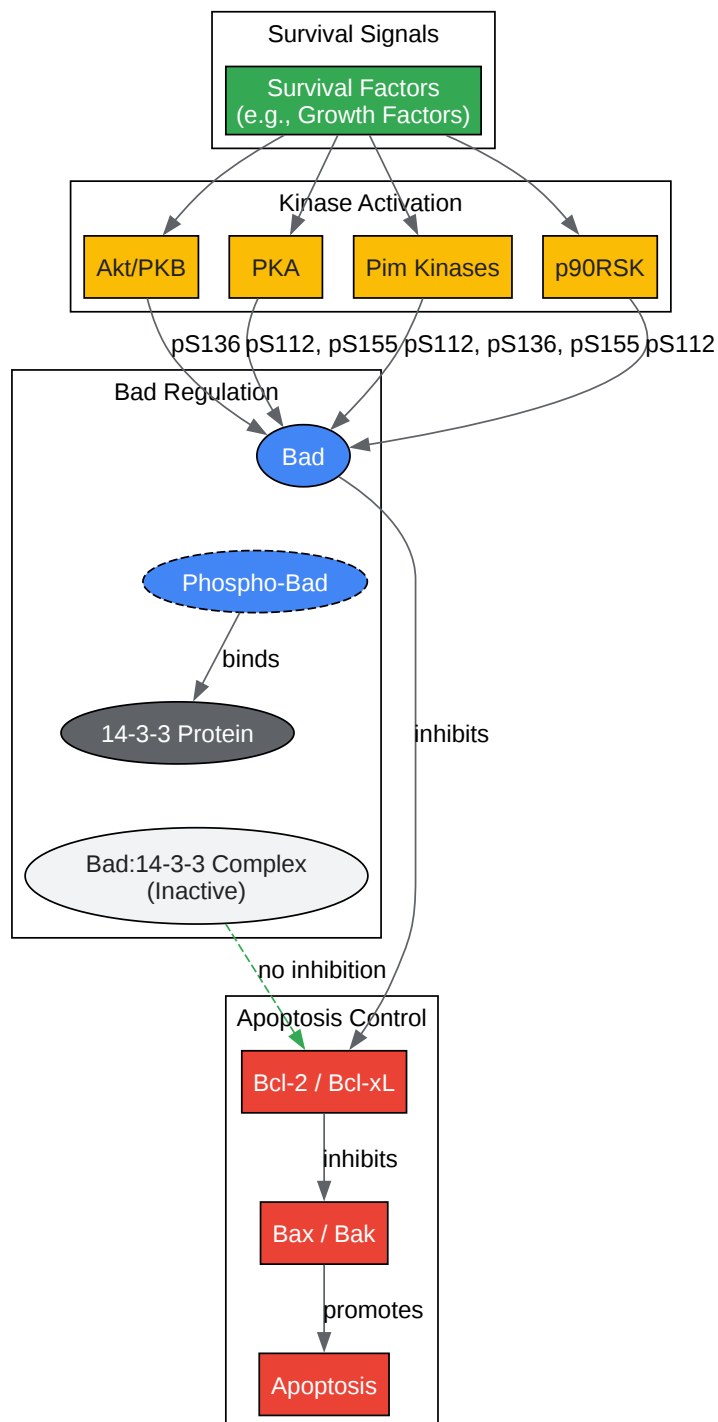 Survival Signals
Survival Factors
(e.g., Growth Factors)
Kinase Activation
Akt/PKB
PKA
Pim Kinases
p90RSK
pS136
pS112, pS155
pS112, pS136, pS155
pS112
Bad Regulation
Bad
Phospho-Bad
binds
14-3-3 Protein
inhibits
Bad:14-3-3 Complex
(Inactive)
no inhibition
Apoptosis Control
Bcl-2 / Bcl-xL
inhibits
Bax / Bak
promotes
Apoptosis